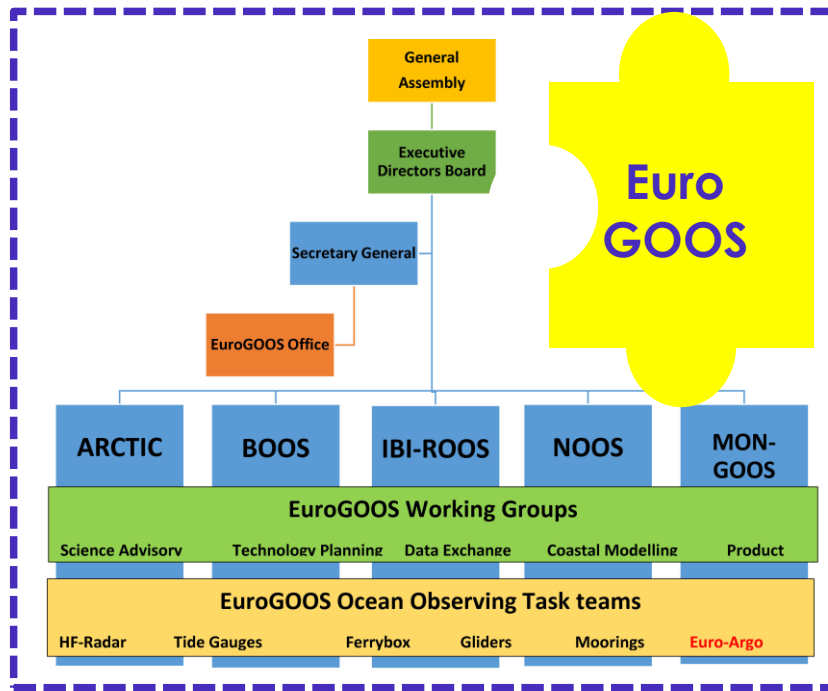 General
Assembly
Executive
Directors Board
Euro
GOOS
Secretary General
EuroGOOS Office
ARCTIC
BOOS
IBI-ROOS
NOOS
MON-
GOOS
EuroGOOS Working Groups
Science Advisory Technology Planning Data Exchange Coastal Modelling Product
EuroGOOS Ocean Observing Task teams
HF-Radar Tide Gauges Ferrybox Gliders Moorings Euro-Argo